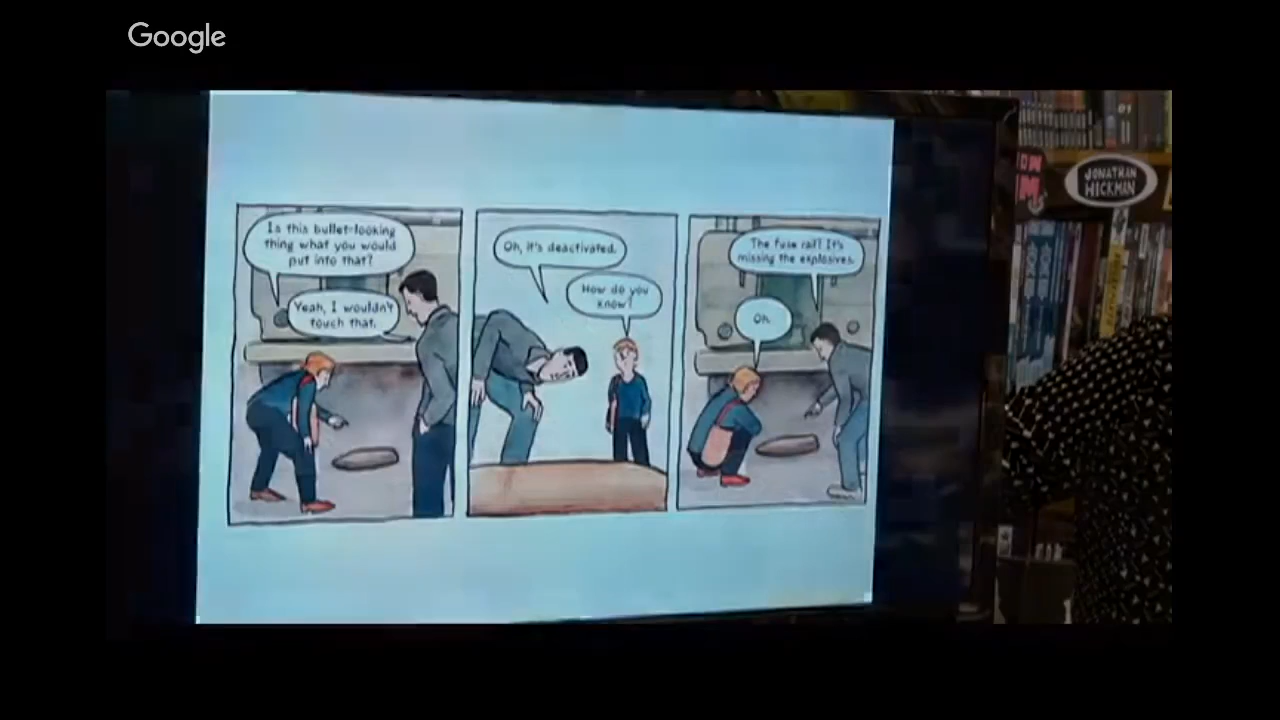 Google
Is this bullet-looking
thing what you would
put into that?
Yeah, I wouldn't
touch that.
Oh, it's deactivated.
How do you
know?
The fuse rail? It's
missing the explosives.
Oh.
JONATHAN
HICKMAN